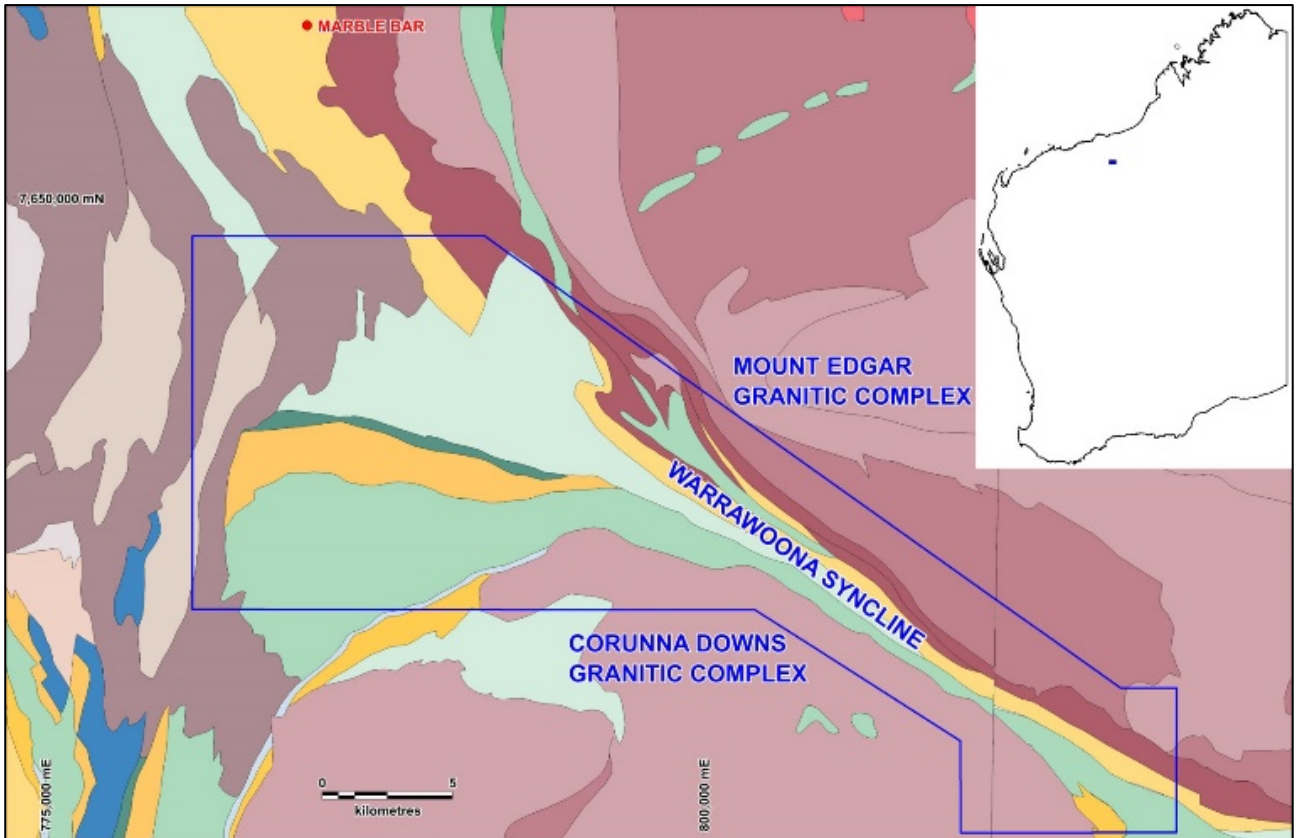 MARBLE BAR
7,650,000 mN
MOUNT EDGAR
GRANITIC COMPLEX
WARRAWOONA SYNCLINE
CORUNNA DOWNS
GRANITIC COMPLEX
775,000 mE
800,000 mE
0 5
kilometres